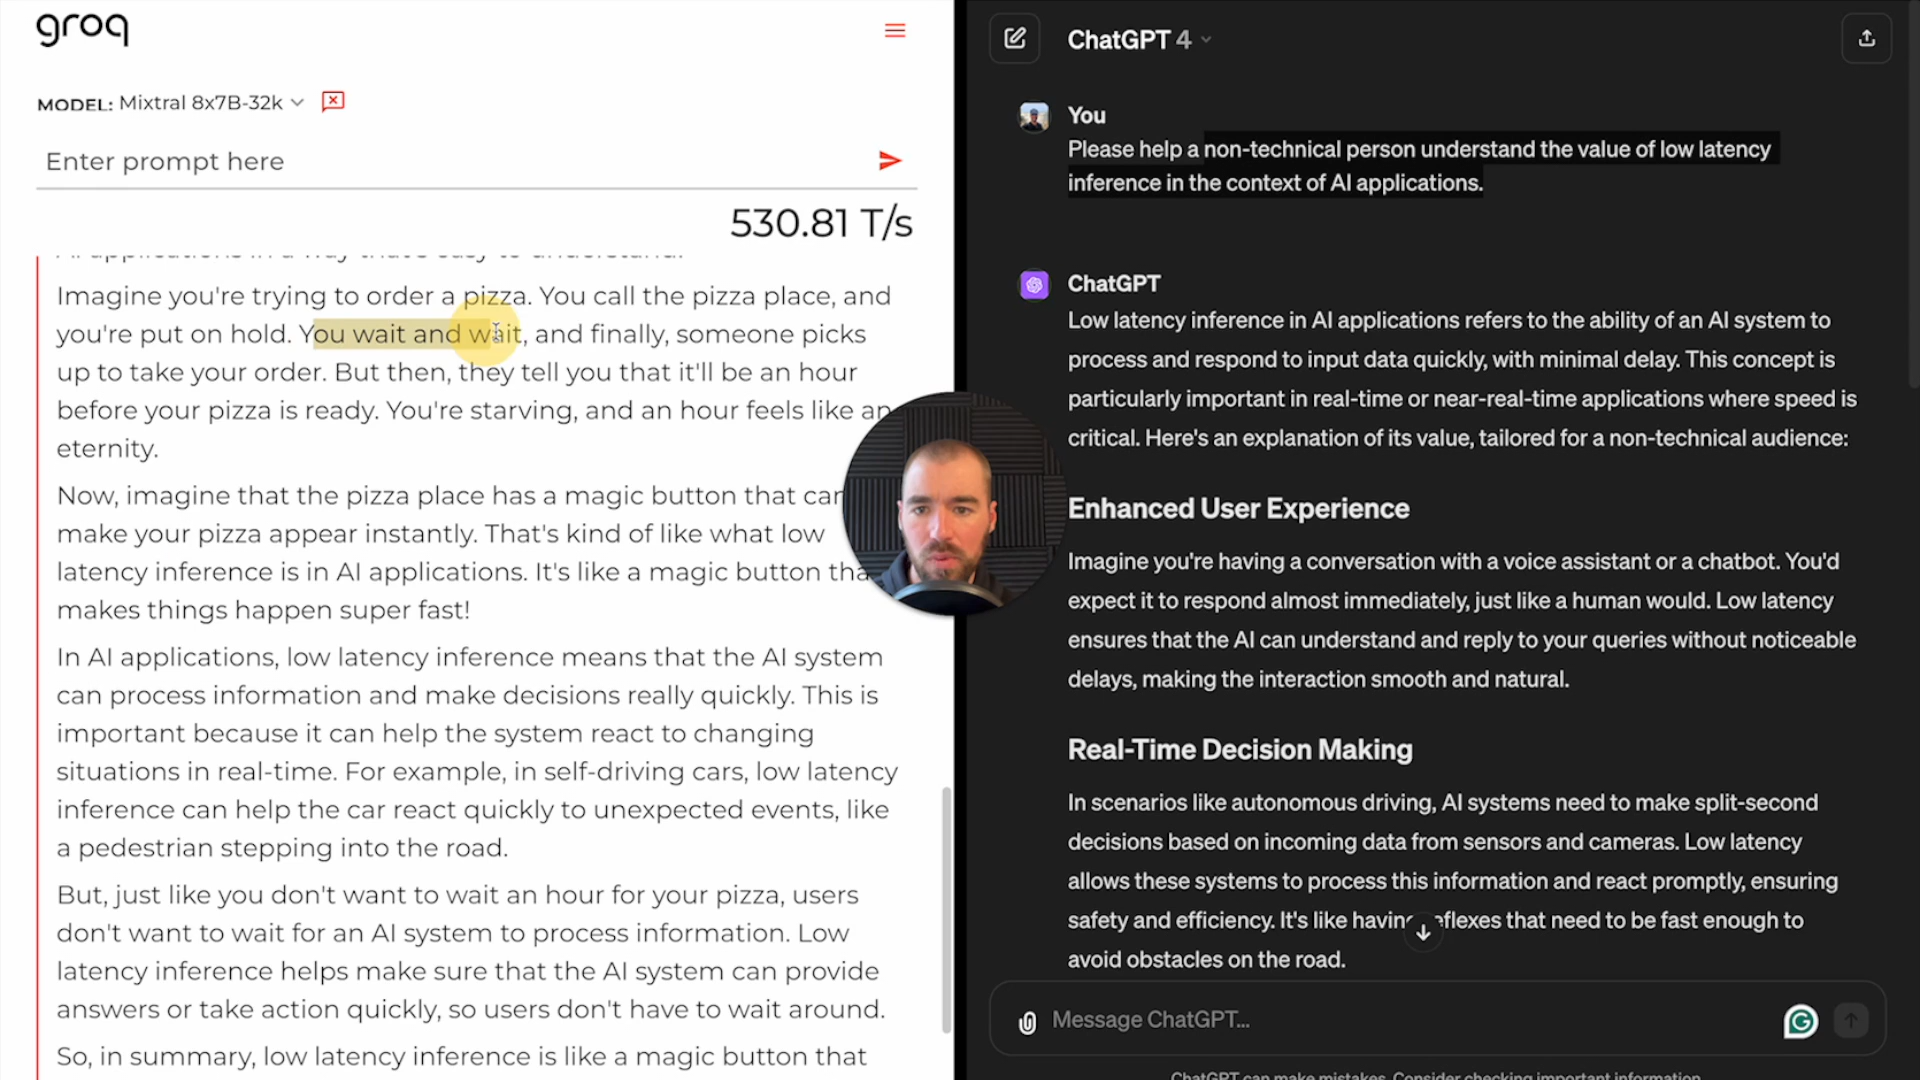 groq
MODEL: Mixtral 8x7B-32k
Enter prompt here
530.81 T/s
AI applications in a way that's easy to understand.
Imagine you're trying to order a pizza. You call the pizza place, and
you're put on hold. You wait and wait, and finally, someone picks
up to take your order. But then, they tell you that it'll be an hour
before your pizza is ready. You're starving, and an hour feels like an
eternity.
Now, imagine that the pizza place has a magic button that can
make your pizza appear instantly. That's kind of like what low
latency inference is in AI applications. It's like a magic button tha
makes things happen super fast!
In AI applications, low latency inference means that the AI system
can process information and make decisions really quickly. This is
important because it can help the system react to changing
situations in real-time. For example, in self-driving cars, low latency
inference can help the car react quickly to unexpected events, like
a pedestrian stepping into the road.
But, just like you don't want to wait an hour for your pizza, users
don't want to wait for an AI system to process information. Low
latency inference helps make sure that the AI system can provide
answers or take action quickly, so users don't have to wait around.
So, in summary, low latency inference is like a magic button that
ChatGPT 4
You
Please help a non-technical person understand the value of low latency
inference in the context of AI applications.
ChatGPT
Low latency inference in AI applications refers to the ability of an AI system to
process and respond to input data quickly, with minimal delay. This concept is
particularly important in real-time or near-real-time applications where speed is
critical. Here's an explanation of its value, tailored for a non-technical audience:
Enhanced User Experience
Imagine you're having a conversation with a voice assistant or a chatbot. You'd
expect it to respond almost immediately, just like a human would. Low latency
ensures that the AI can understand and reply to your queries without noticeable
delays, making the interaction smooth and natural.
Real-Time Decision Making
In scenarios like autonomous driving, AI systems need to make split-second
decisions based on incoming data from sensors and cameras. Low latency
allows these systems to process this information and react promptly, ensuring
safety and efficiency. It's like having eflexes that need to be fast enough to
avoid obstacles on the road.
Message ChatGPT...
ChatGPT can make mistakes. Consider checking important information.